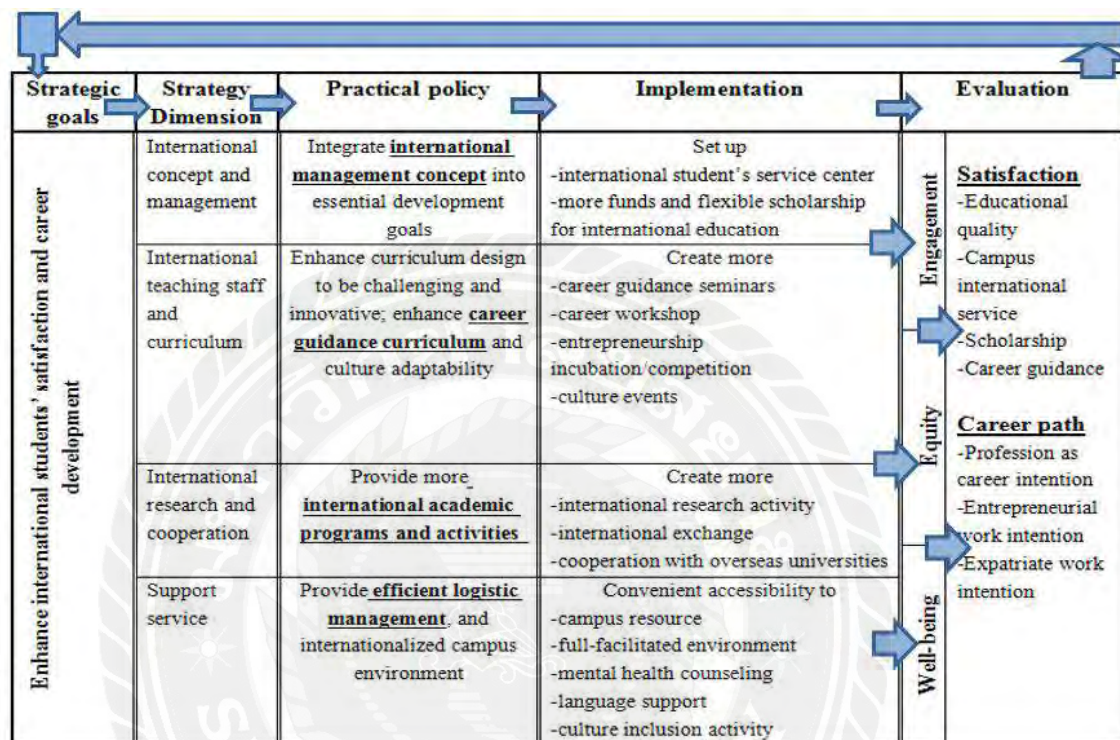 Strategic
goals
Strategy
Dimension
Practical policy
Implementation
Evaluation
Enhance international students' satisfaction and career
development
International
concept and
management
Integrate international
management concept into
essential development
goals
Set up
-international student's service center
-more funds and flexible scholarship
for international education
International
teaching staff
and
curriculum
Enhance curriculum design
to be challenging and
innovative; enhance career
guidance curriculum and
culture adaptability
Create more
-career guidance seminars
-career workshop
-entrepreneurship
incubation/competition
-culture events
International
research and
cooperation
Provide more
international academic
programs and activities
Create more
-international research activity
-international exchange
-cooperation with overseas universities
Support
service
Provide efficient logistic
management, and
internationalized campus
environment
Convenient accessibility to
-campus resource
-full-facilitated environment
-mental health counseling
-language support
-culture inclusion activity
Engagement
Equity
Well-being
Satisfaction
-Educational
quality
-Campus
international
service
-Scholarship
-Career guidance
Career path
-Profession as
career intention
-Entrepreneurial
work intention
-Expatriate work
intention